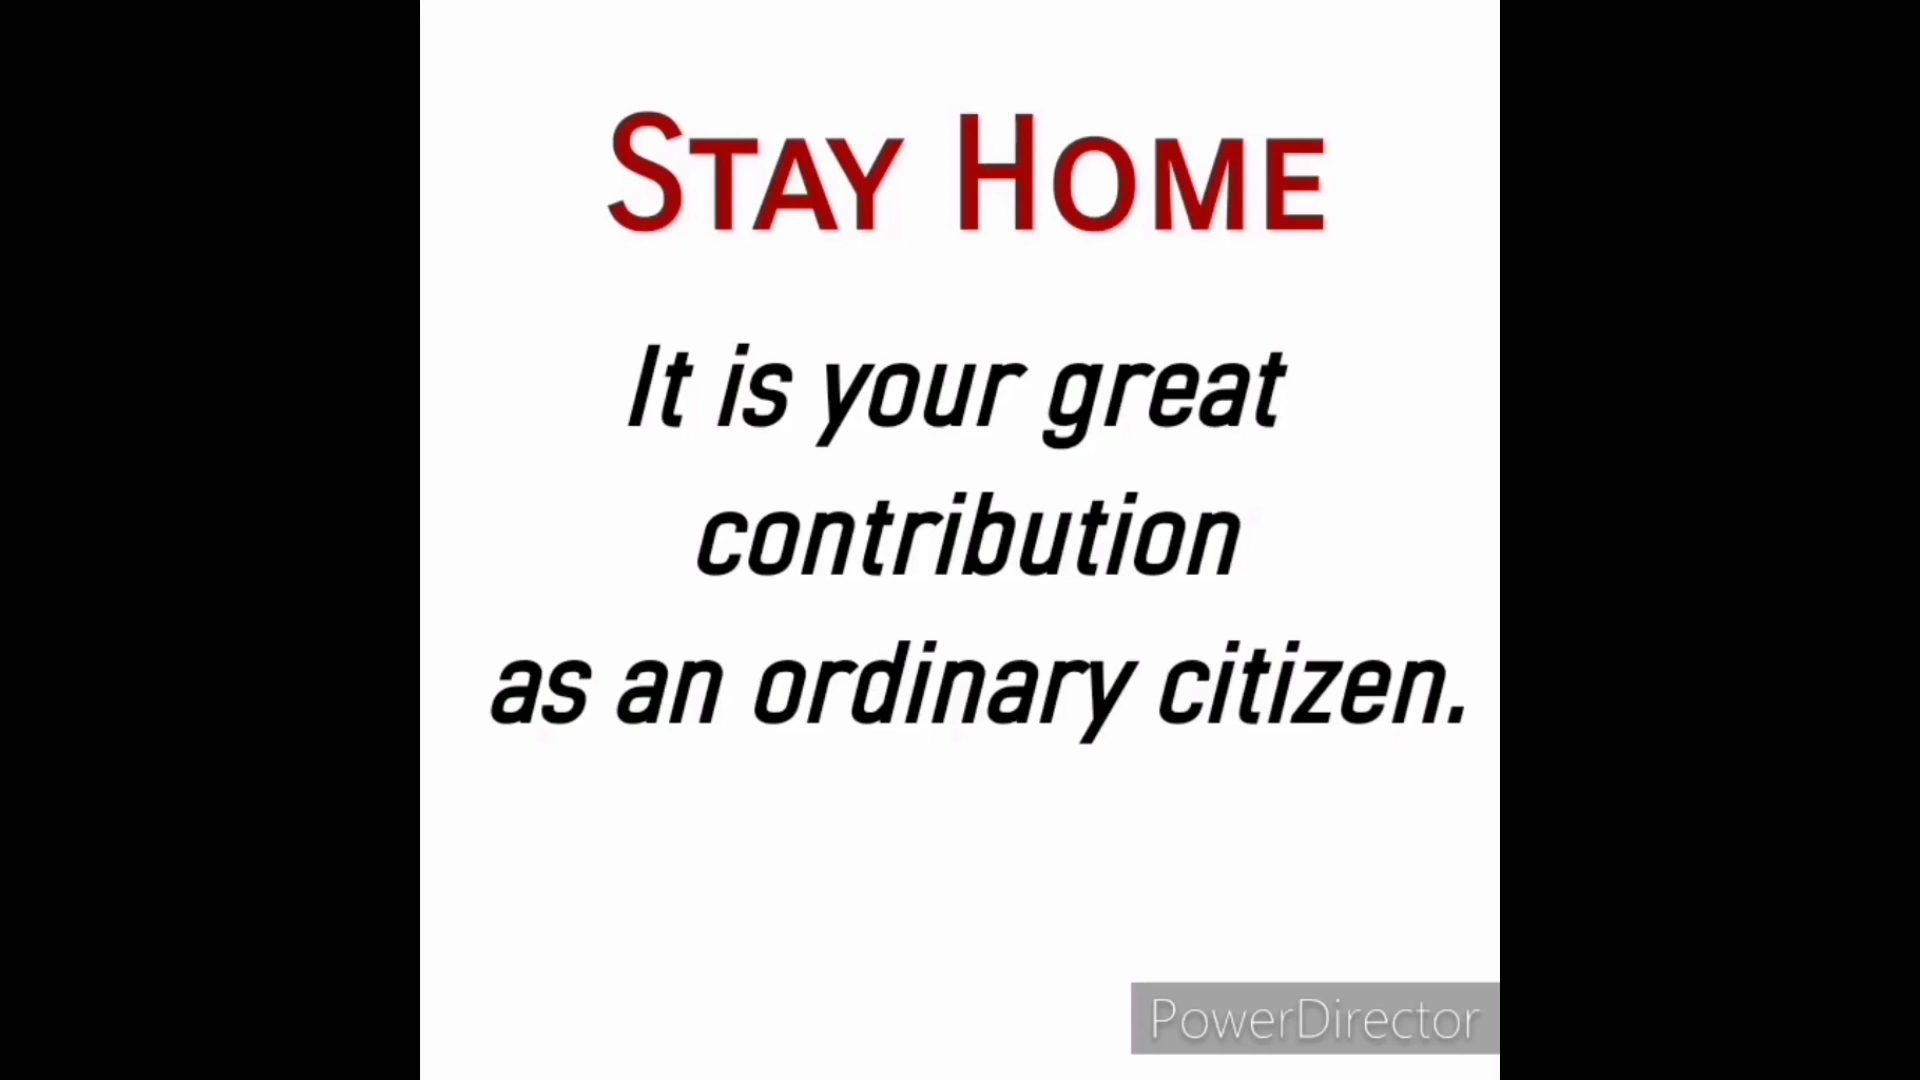 STAY HOME
It is your great
contribution
as an ordinary citizen.
PowerDirector